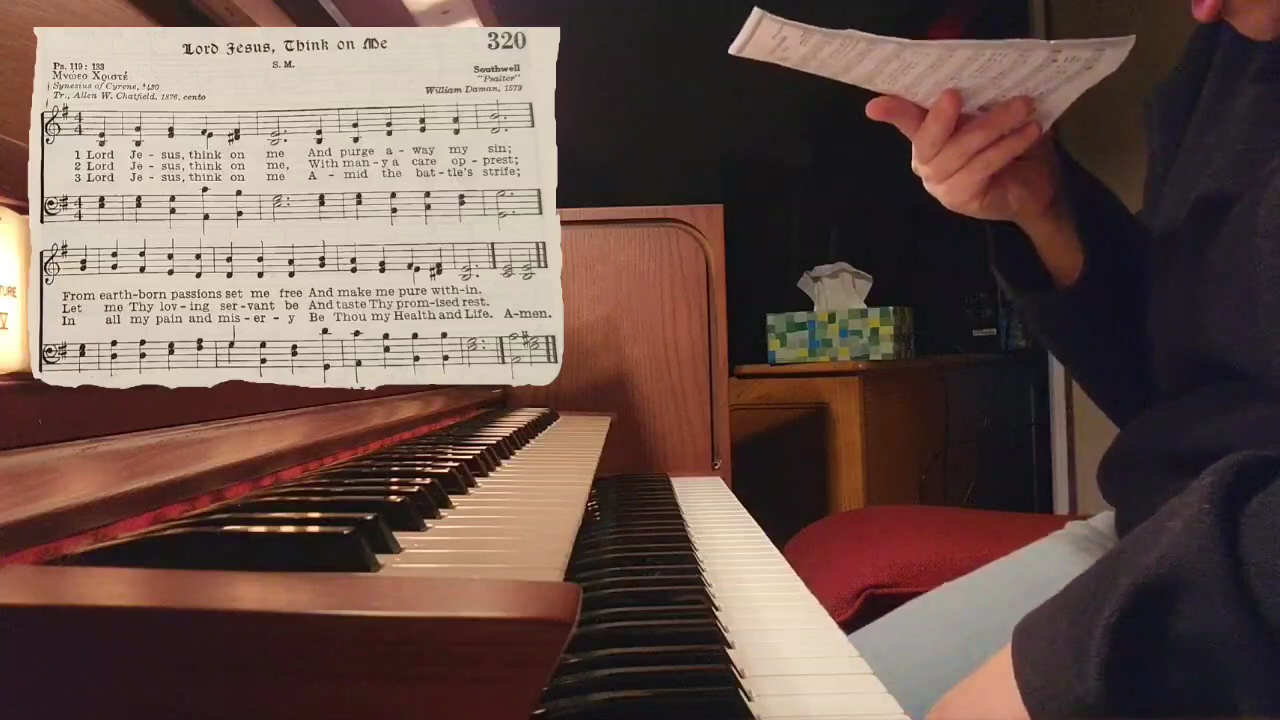 Lord Jesus, Think on Me 320
Ps. 119: 133 S. M. Southwell
Μνώεο Χριστέ "Psalter"
Synesius of Cyrene, †430 William Daman, 1579
Tr., Allen W. Chatfield, 1876, cento
1 Lord Je - sus, think on me And purge a - way my sin;
2 Lord Je - sus, think on me, With man - y a care op - prest;
3 Lord Je - sus, think on me A - mid the bat - tle's strife;
From earth-born passions set me free And make me pure with-in.
Let me Thy lov - ing ser - vant be And taste Thy prom-ised rest.
In all my pain and mis - er - y Be Thou my Health and Life. A-men.
TURE